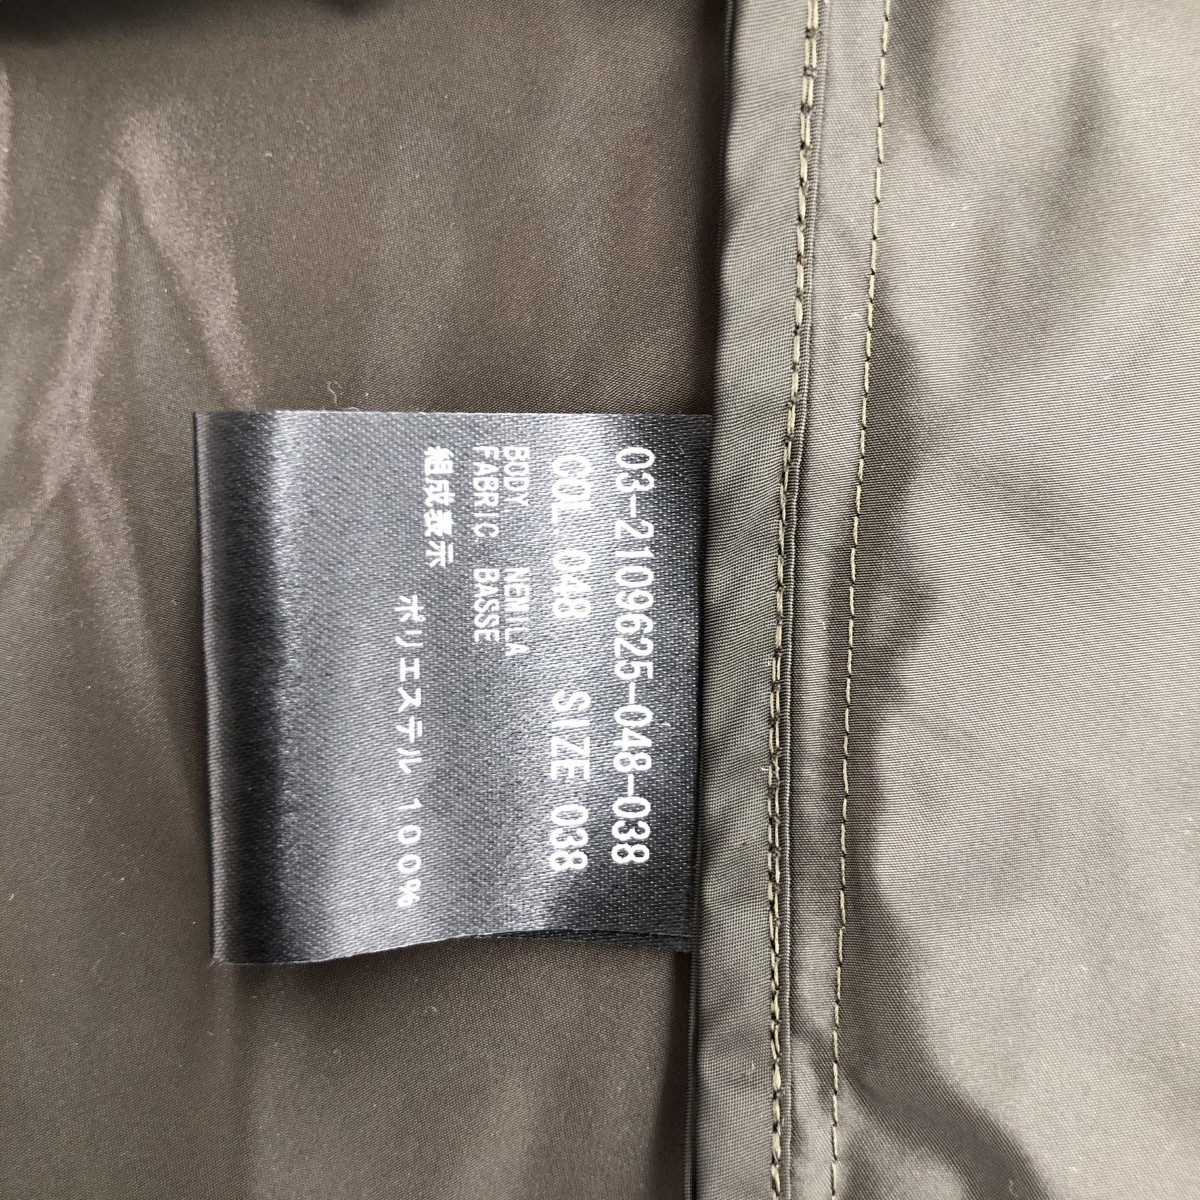 03-2109625-048-038
COL 048 SIZE 038
BODY NEMILA
FABRIC BASSE
組成表示
ポリエステル 100%